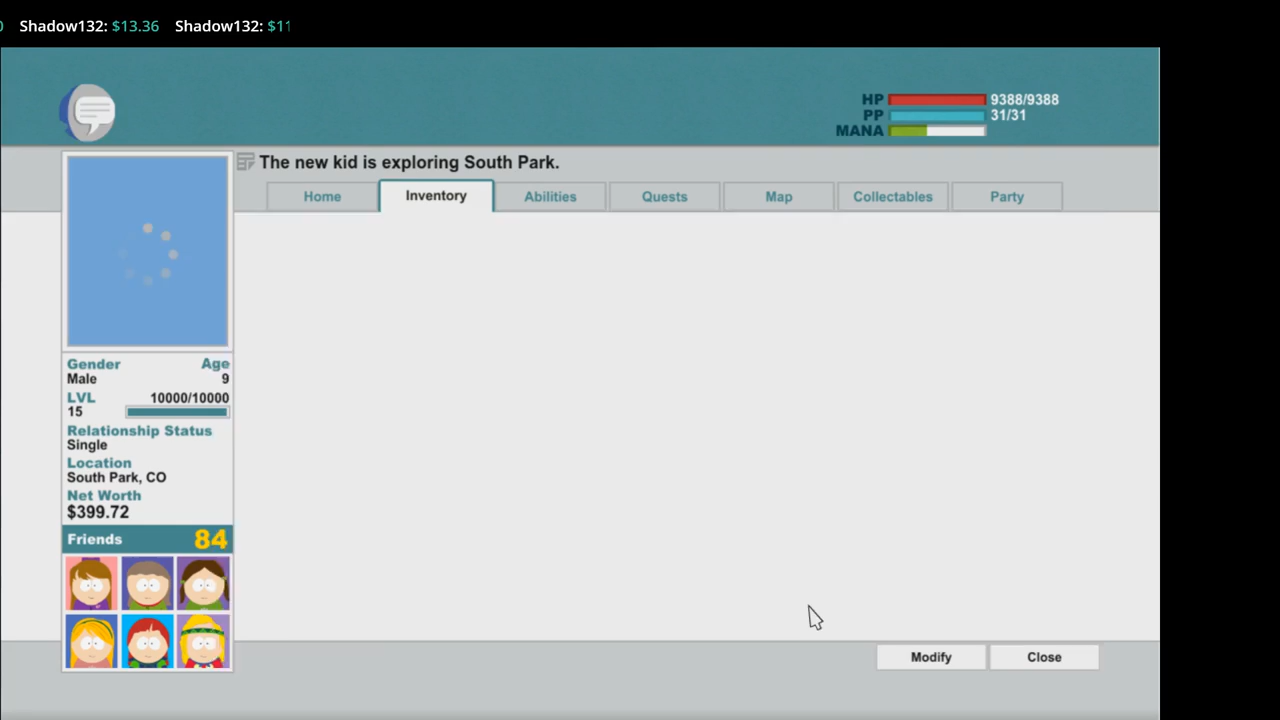 0 Shadow132: $13.36 Shadow132: $11
HP 9388/9388
PP 31/31
MANA
The new kid is exploring South Park.
Home Inventory Abilities Quests Map Collectables Party
Gender Age
Male 9
LVL 10000/10000
15
Relationship Status
Single
Location
South Park, CO
Net Worth
$399.72
Friends 84
Modify Close